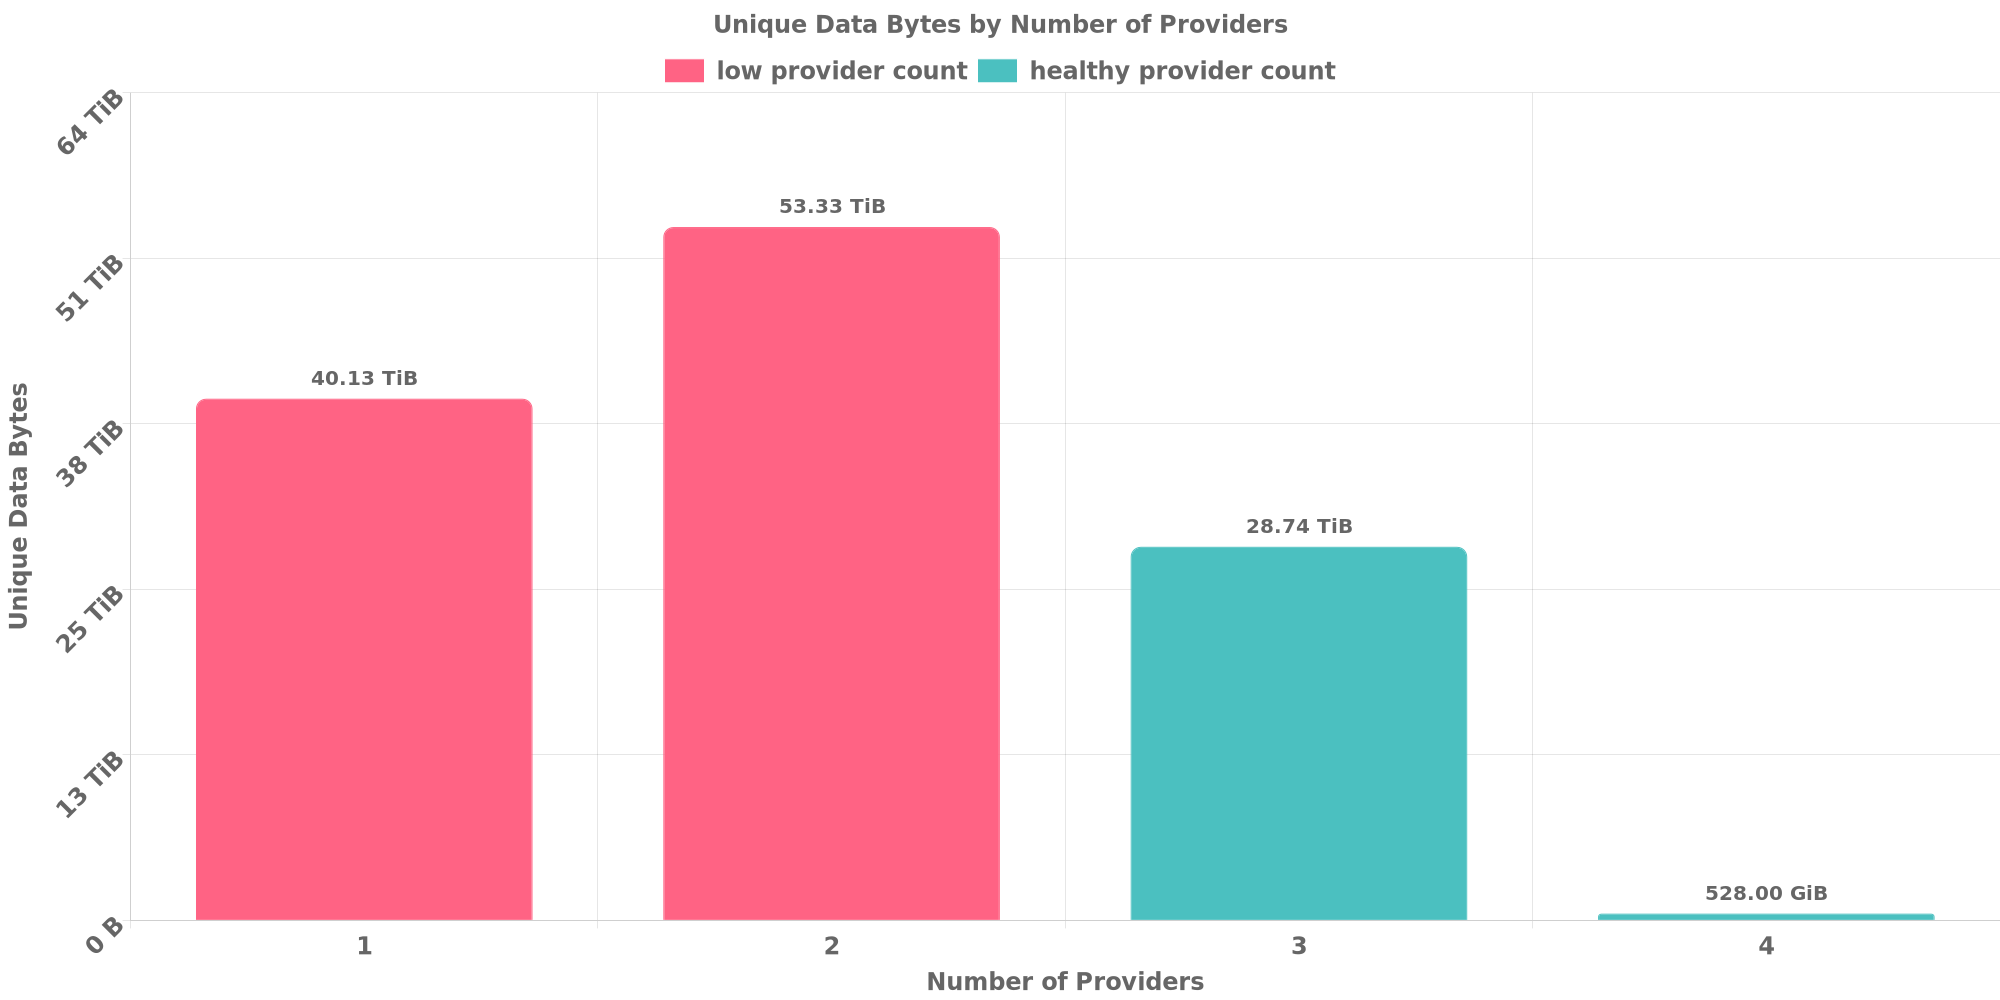 Unique Data Bytes by Number of Providers
low provider count healthy provider count
64 TiB
51 TiB
38 TiB
25 TiB
13 TiB
0 B
Unique Data Bytes
40.13 TiB
53.33 TiB
28.74 TiB
528.00 GiB
1 2 3 4
Number of Providers